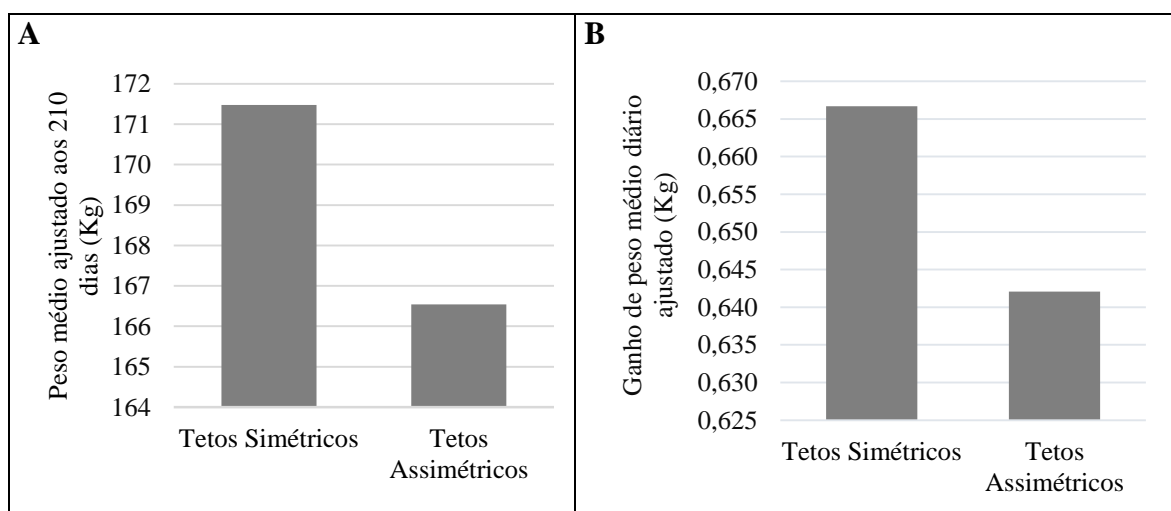 A
Peso médio ajustado aos 210
dias (Kg)
172
171
170
169
168
167
166
165
164
Tetos Simétricos
Tetos
Assimétricos
B
Ganho de peso médio diário
ajustado (Kg)
0,670
0,665
0,660
0,655
0,650
0,645
0,640
0,635
0,630
0,625
Tetos Simétricos
Tetos
Assimétricos